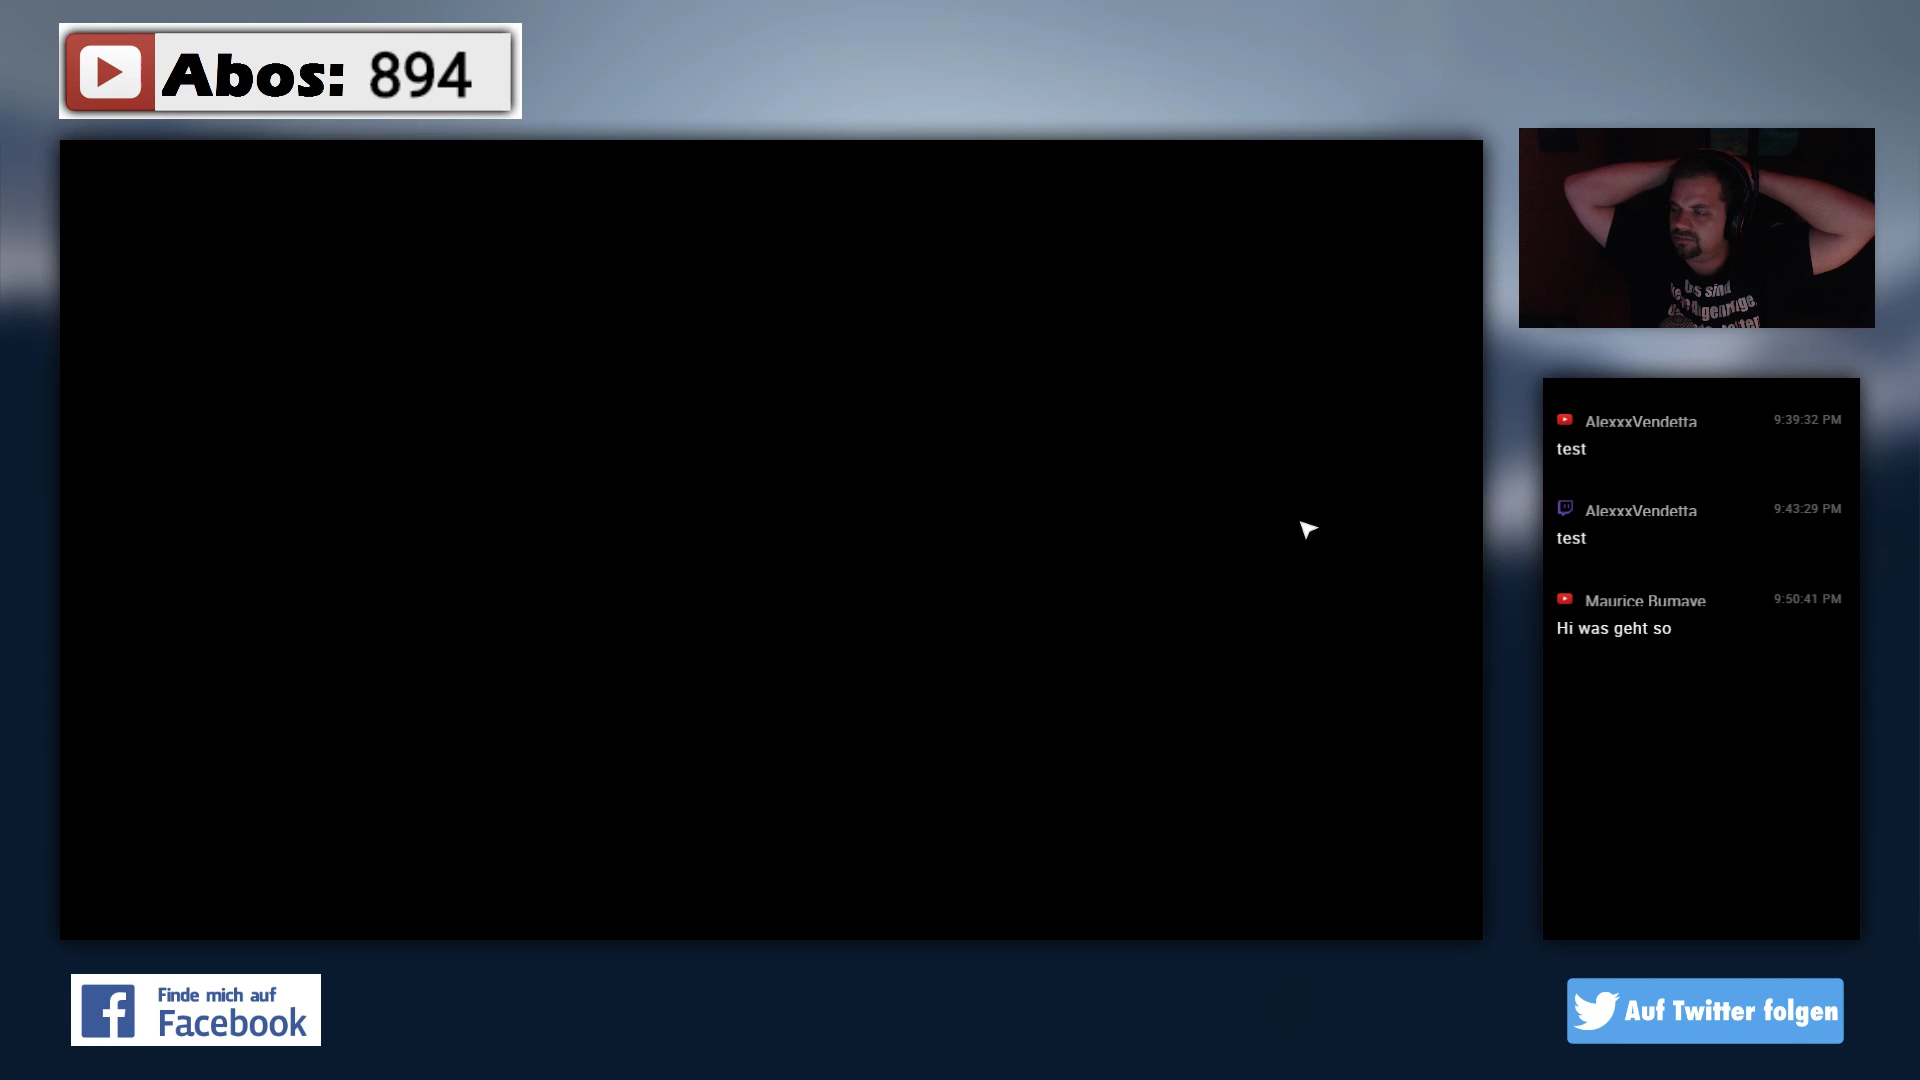 Abos: 894
sind
AlexxxVendetta 9:39:32 PM
test
AlexxxVendetta 9:43:29 PM
test
Maurice Bumaye 9:50:41 PM
Hi was geht so
Finde mich auf
Facebook
Auf Twitter folgen